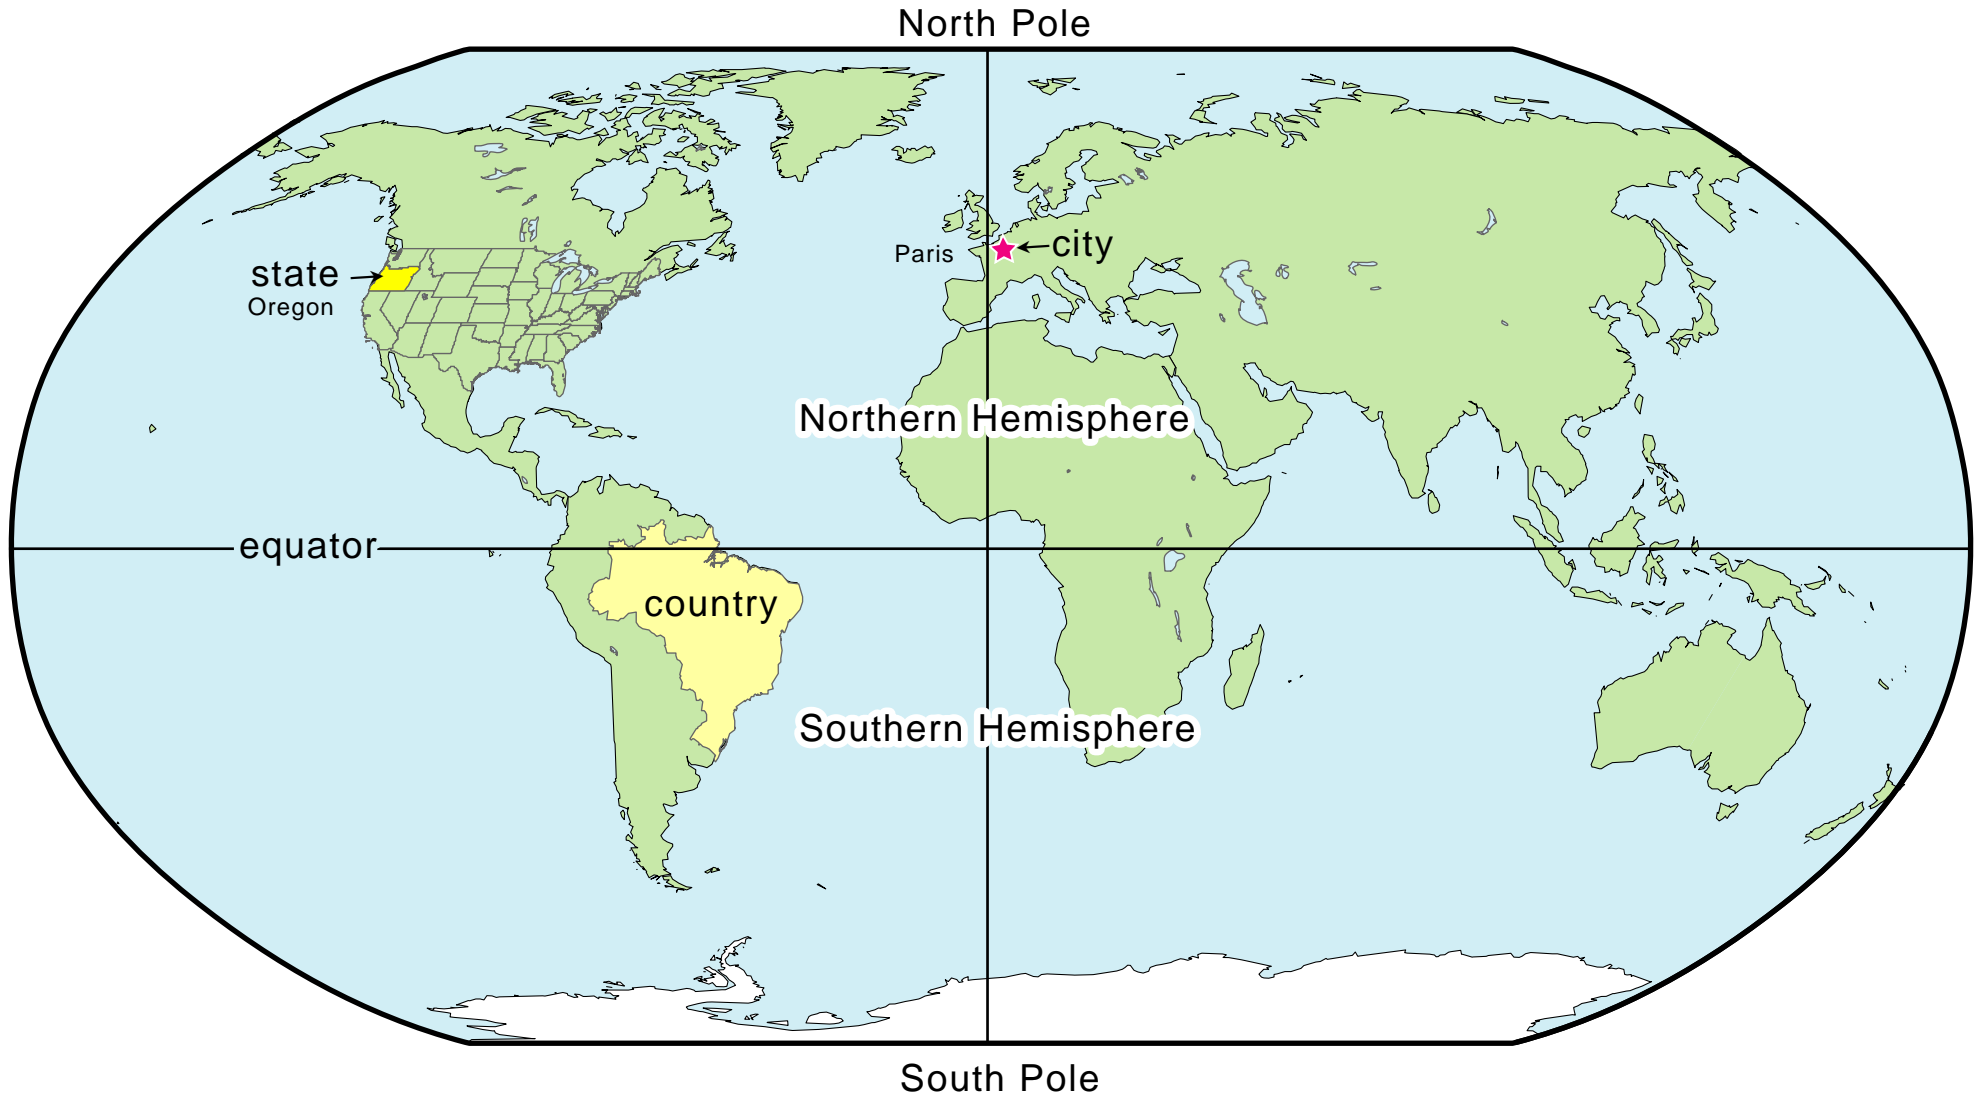 North Pole
city
Paris
state
Oregon
Northern Hemisphere
equator
country
Southern Hemisphere
South Pole